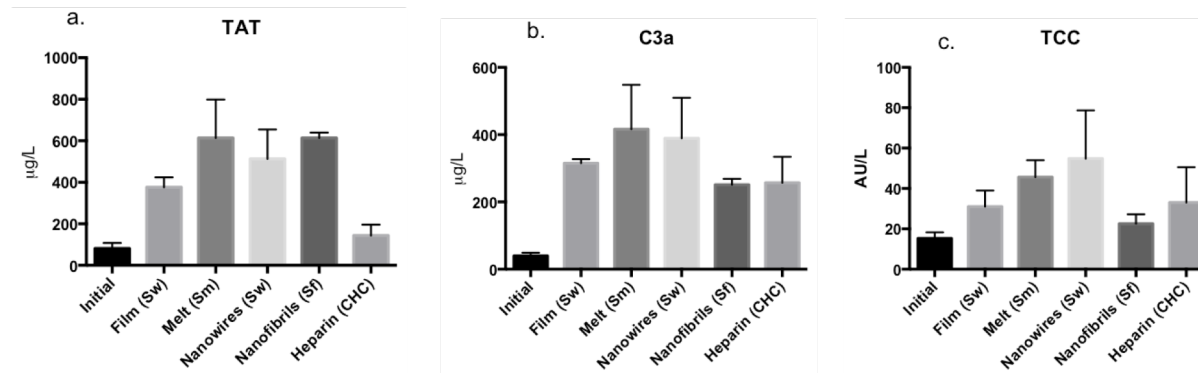 a.
TAT
1000
800
600
400
200
0
μg/L
Initial
Film (Sw)
Melt (Sm)
Nanowires (Sw)
Nanofibrils (Sf)
Heparin (CHC)
b.
C3a
600
400
200
0
μg/L
Initial
Film (Sw)
Melt (Sm)
Nanowires (Sw)
Nanofibrils (Sf)
Heparin (CHC)
c.
TCC
100
80
60
40
20
0
AU/L
Initial
Film (Sw)
Melt (Sm)
Nanowires (Sw)
Nanofibrils (Sf)
Heparin (CHC)